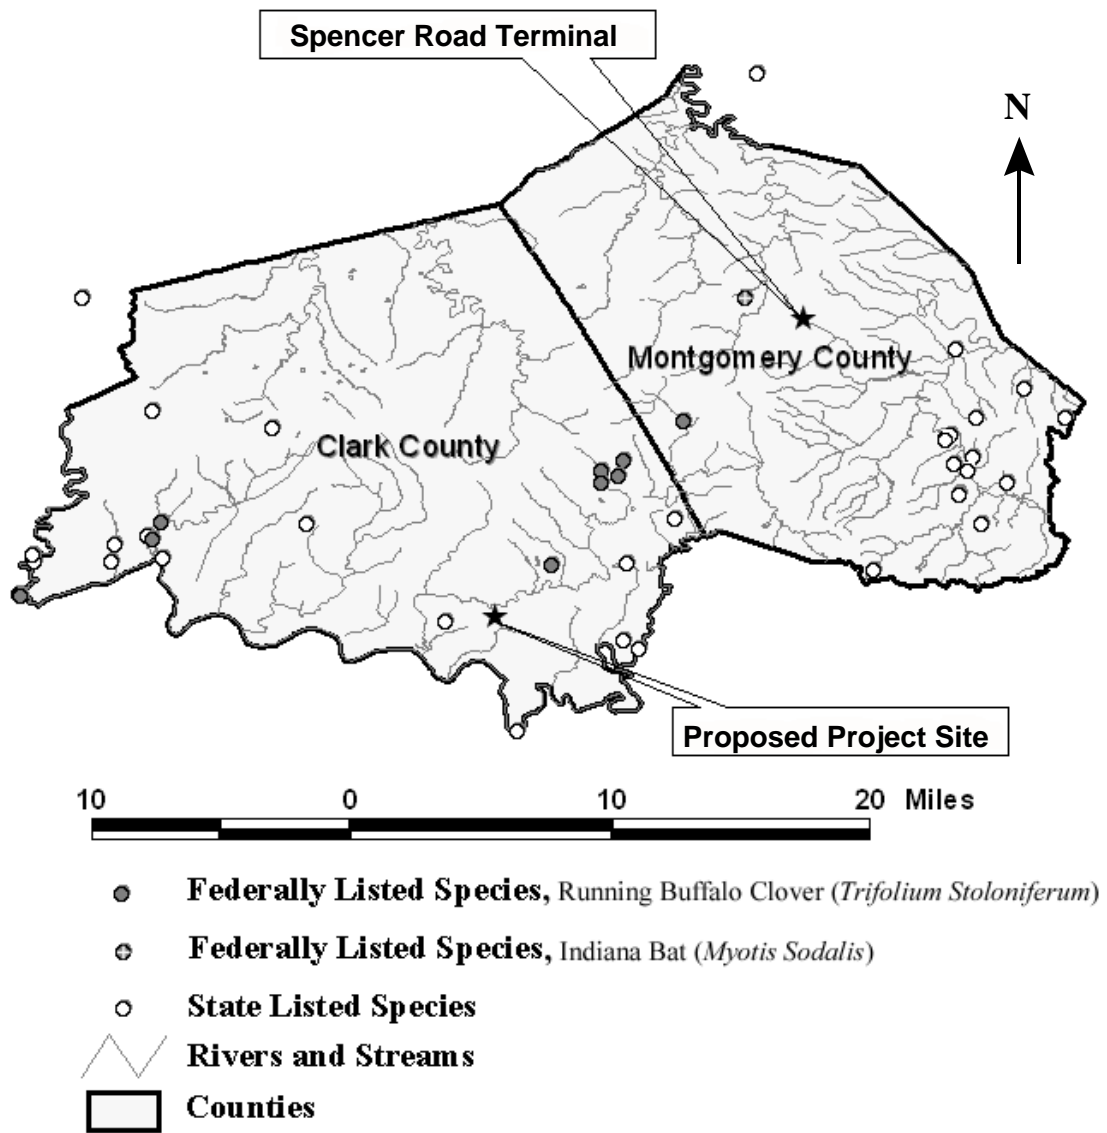 Spencer Road Terminal
N
Montgomery County
Clark County
Proposed Project Site
10 0 10 20 Miles
Federally Listed Species, Running Buffalo Clover (Trifolium Stoloniferum)
Federally Listed Species, Indiana Bat (Myotis Sodalis)
State Listed Species
Rivers and Streams
Counties